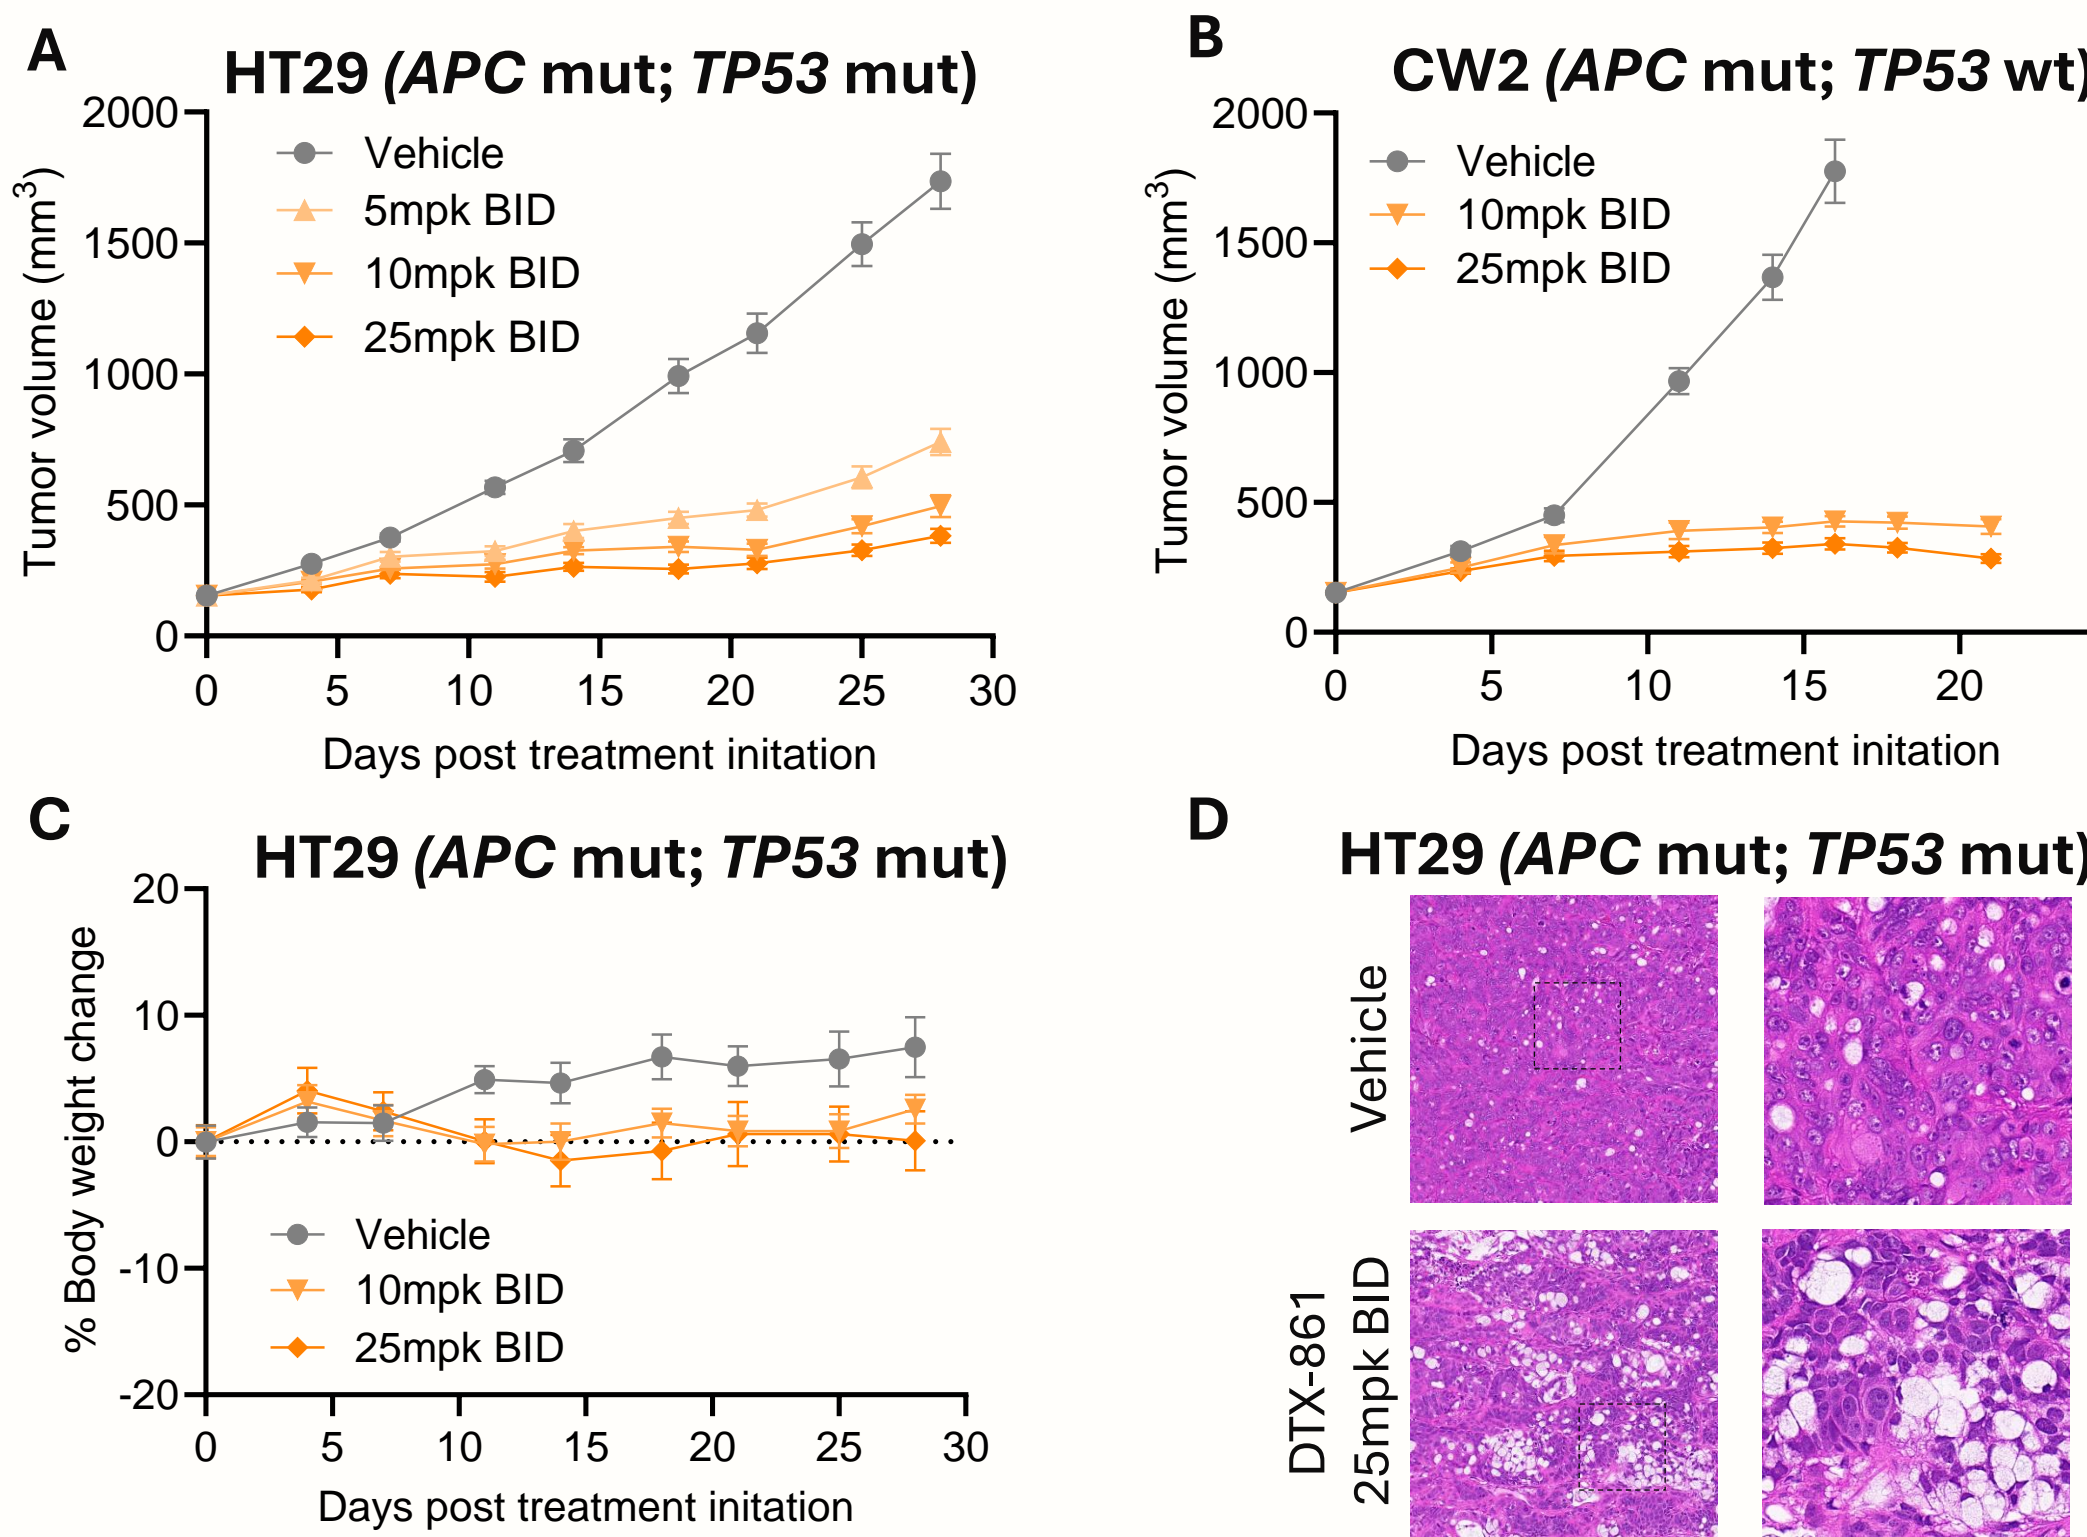 A
HT29 (APC mut; TP53 mut)
Tumor volume (mm³)
2000
1500
1000
500
0
Vehicle
5mpk BID
10mpk BID
25mpk BID
0 5 10 15 20 25 30
Days post treatment initation
B
CW2 (APC mut; TP53 wt)
Tumor volume (mm³)
2000
1500
1000
500
0
Vehicle
10mpk BID
25mpk BID
0 5 10 15 20
Days post treatment initation
C
HT29 (APC mut; TP53 mut)
% Body weight change
20
10
0
-10
-20
Vehicle
10mpk BID
25mpk BID
0 5 10 15 20 25 30
Days post treatment initation
D
HT29 (APC mut; TP53 mut)
Vehicle
DTX-861
25mpk BID